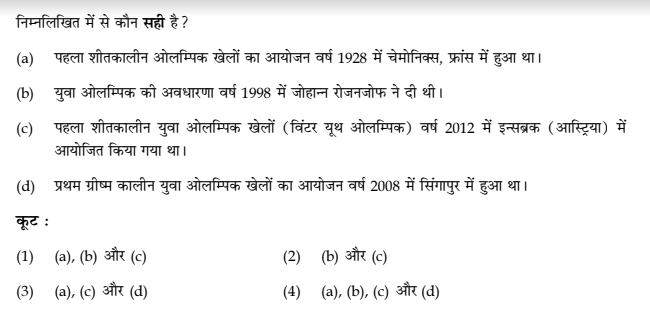 निम्नलिखित में से कौन सही है ?
(a) पहला शीतकालीन ओलम्पिक खेलों का आयोजन वर्ष 1928 में चेमोनिक्स, फ्रांस में हुआ था।
(b) युवा ओलम्पिक की अवधारणा वर्ष 1998 में जोहान्न रोजनजोफ ने दी थी।
(c) पहला शीतकालीन युवा ओलम्पिक खेलों (विंटर यूथ ओलम्पिक) वर्ष 2012 में इन्सब्रक (आस्ट्रिया) में
आयोजित किया गया था।
(d) प्रथम ग्रीष्म कालीन युवा ओलम्पिक खेलों का आयोजन वर्ष 2008 में सिंगापुर में हुआ था।
कूट :
(1) (a), (b) और (c) (2) (b) और (c)
(3) (a), (c) और (d) (4) (a), (b), (c) और (d)